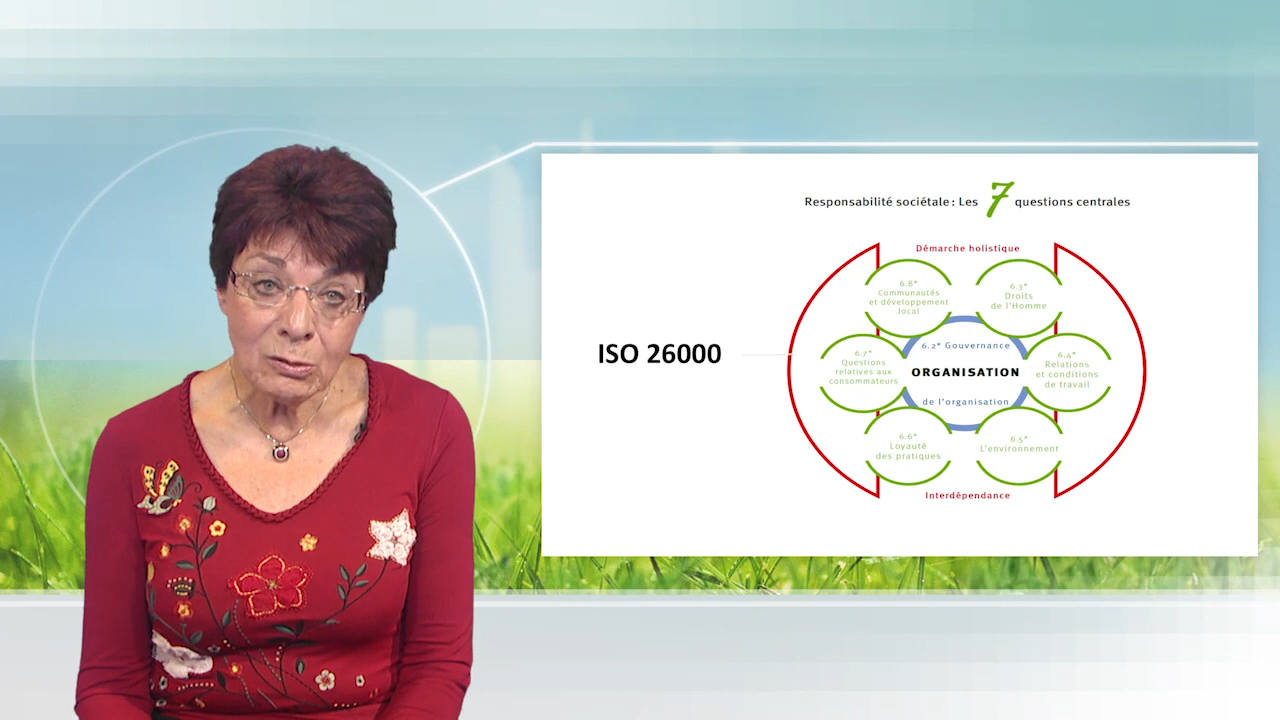 Responsabilité sociétale : Les 7 questions centrales
Démarche holistique
6.8*
Communautés
et développement
local
6.3*
Droits
de l'Homme
6.2* Gouvernance
ISO 26000
6.7*
Questions
relatives aux
consommateurs
ORGANISATION
6.4*
Relations
et conditions
de travail
de l'organisation
6.6*
Loyauté
des pratiques
6.5*
L'environnement
Interdépendance